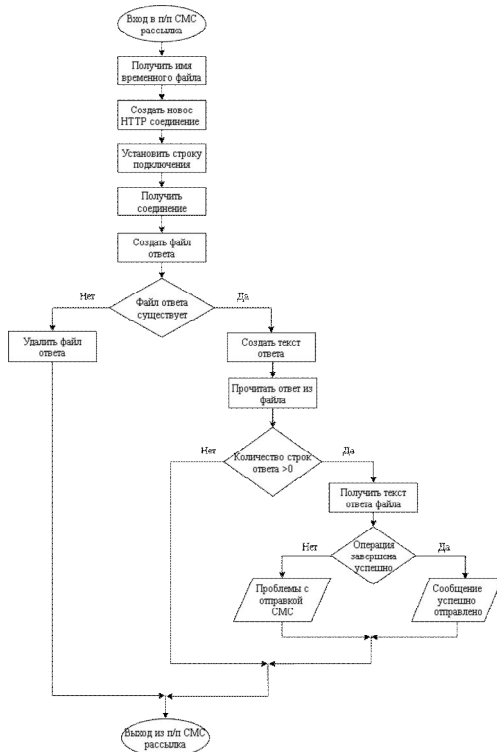 Вход в п/п СМС
рассылка
Получить имя
временного файла
Создать новос
HTTP соединение
Установить строку
подключения
Получить
соединение
Создать файл
ответа
Нет
Файл ответа
существует
Да
Удалить файл
ответа
Создать текст
ответа
Прочитать ответ из
файла
Нет
Количество строк
ответа >0
Да
Получить текст
ответа файла
Нет
Операция
завершена
успешно
Да
Проблемы с
отправкой
СМС
Сообщение
успешно
отправлено
Выход из п/п СМС
рассылка